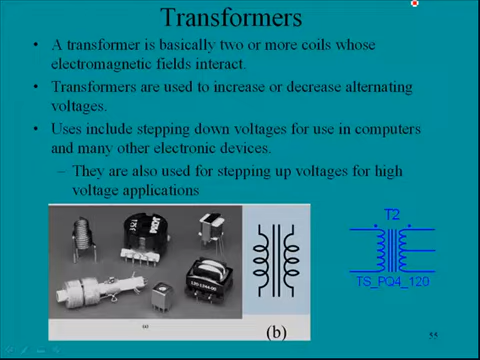 Transformers
• A transformer is basically two or more coils whose
electromagnetic fields interact.
• Transformers are used to increase or decrease alternating
voltages.
• Uses include stepping down voltages for use in computers
and many other electronic devices.
– They are also used for stepping up voltages for high
voltage applications
T2
TS_PQ4_120
(a)
(b)
55